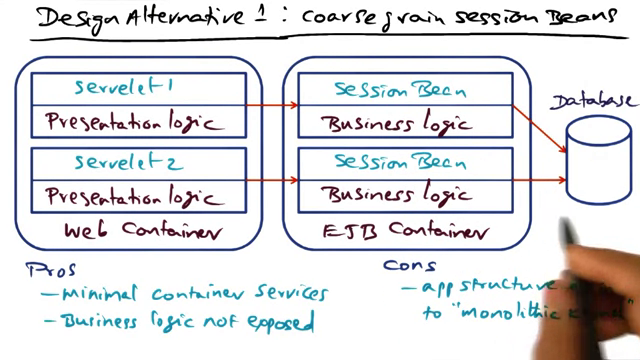 Design Alternative 1: coarse grain session Beans
servelet-1
Presentation logic
servelet-2
Presentation logic
Web Container
Session Bean
Business logic
Session Bean
Business logic
EJB Container
Database
Pros
- Minimal container services
- Business logic not exposed
Cons
- app structure
to "monolithic kernel"